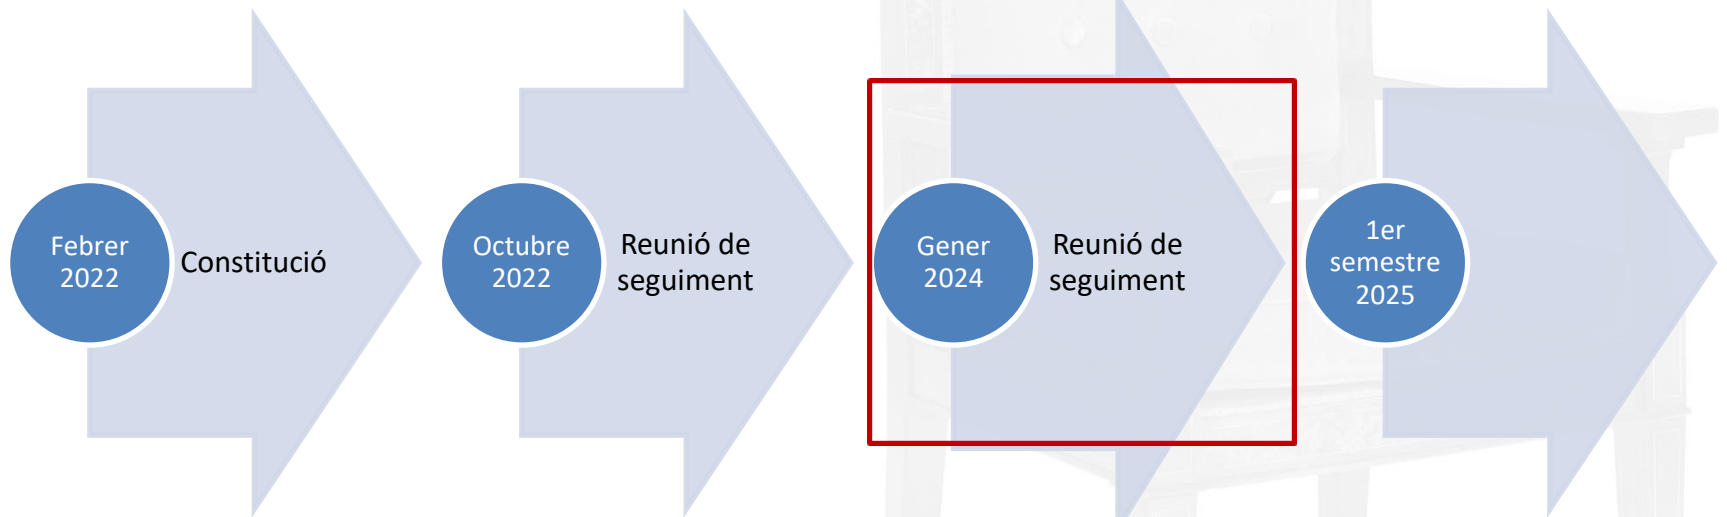 Febrer
2022
Constitució
Octubre
2022
Reunió de
seguiment
Gener
2024
Reunió de
seguiment
1er
semestre
2025